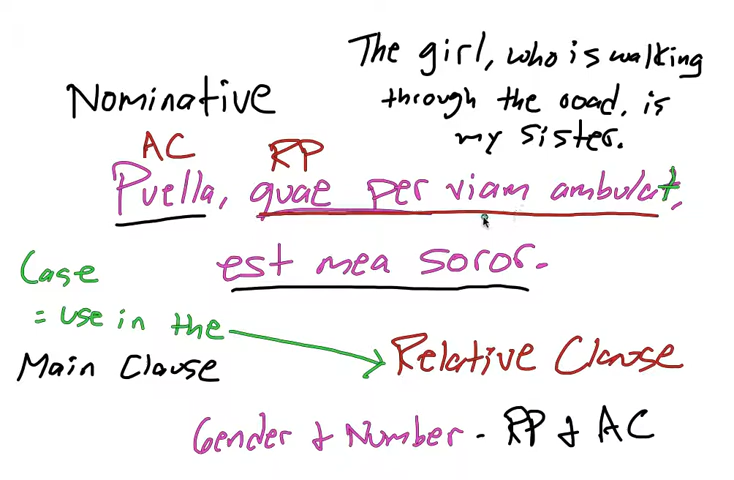 The girl, who is walking
through the road, is
my sister.
Nominative
AC RP
Puella, quae per viam ambulat,
est mea soror.
Case
= use in the
Main Clause
Relative Clause
Gender & Number - RP & AC